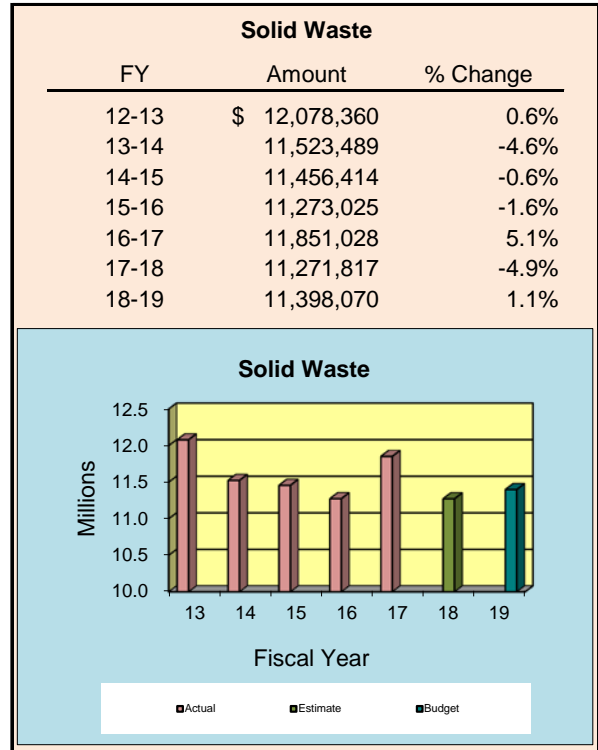 Solid Waste
FY Amount % Change
12-13 $ 12,078,360 0.6%
13-14 11,523,489 -4.6%
14-15 11,456,414 -0.6%
15-16 11,273,025 -1.6%
16-17 11,851,028 5.1%
17-18 11,271,817 -4.9%
18-19 11,398,070 1.1%
Solid Waste
12.5
12.0
11.5
11.0
10.5
10.0
Millions
13 14 15 16 17 18 19
Fiscal Year
Actual Estimate Budget